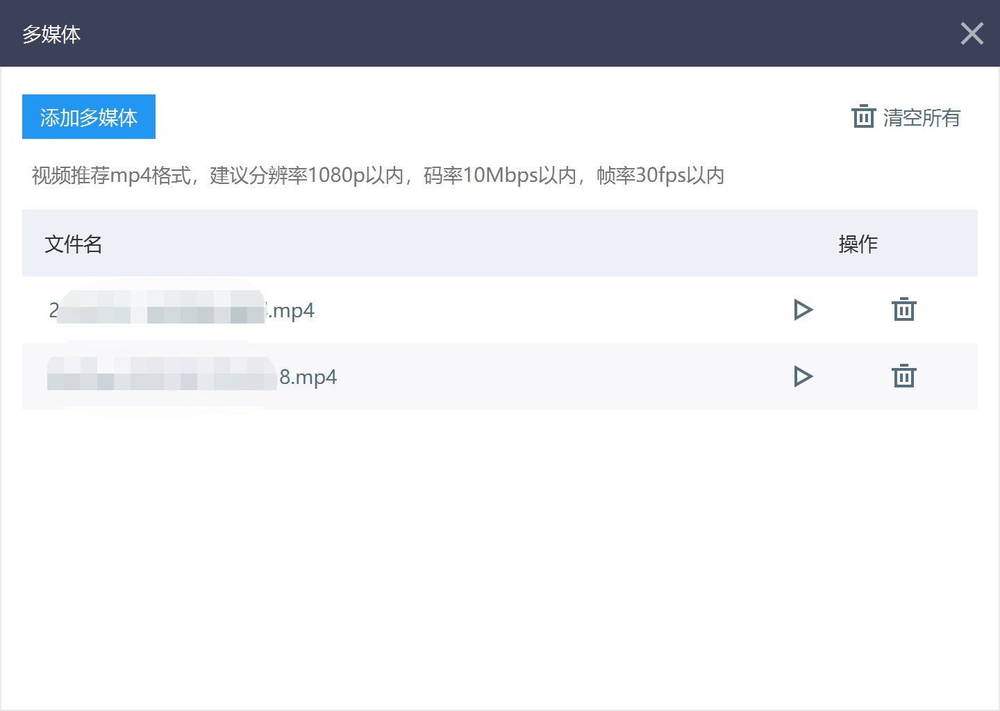 多媒体
添加多媒体
清空所有
视频推荐mp4格式，建议分辨率1080p以内，码率10Mbps以内，帧率30fps以内
文件名 操作
2 .mp4
8.mp4